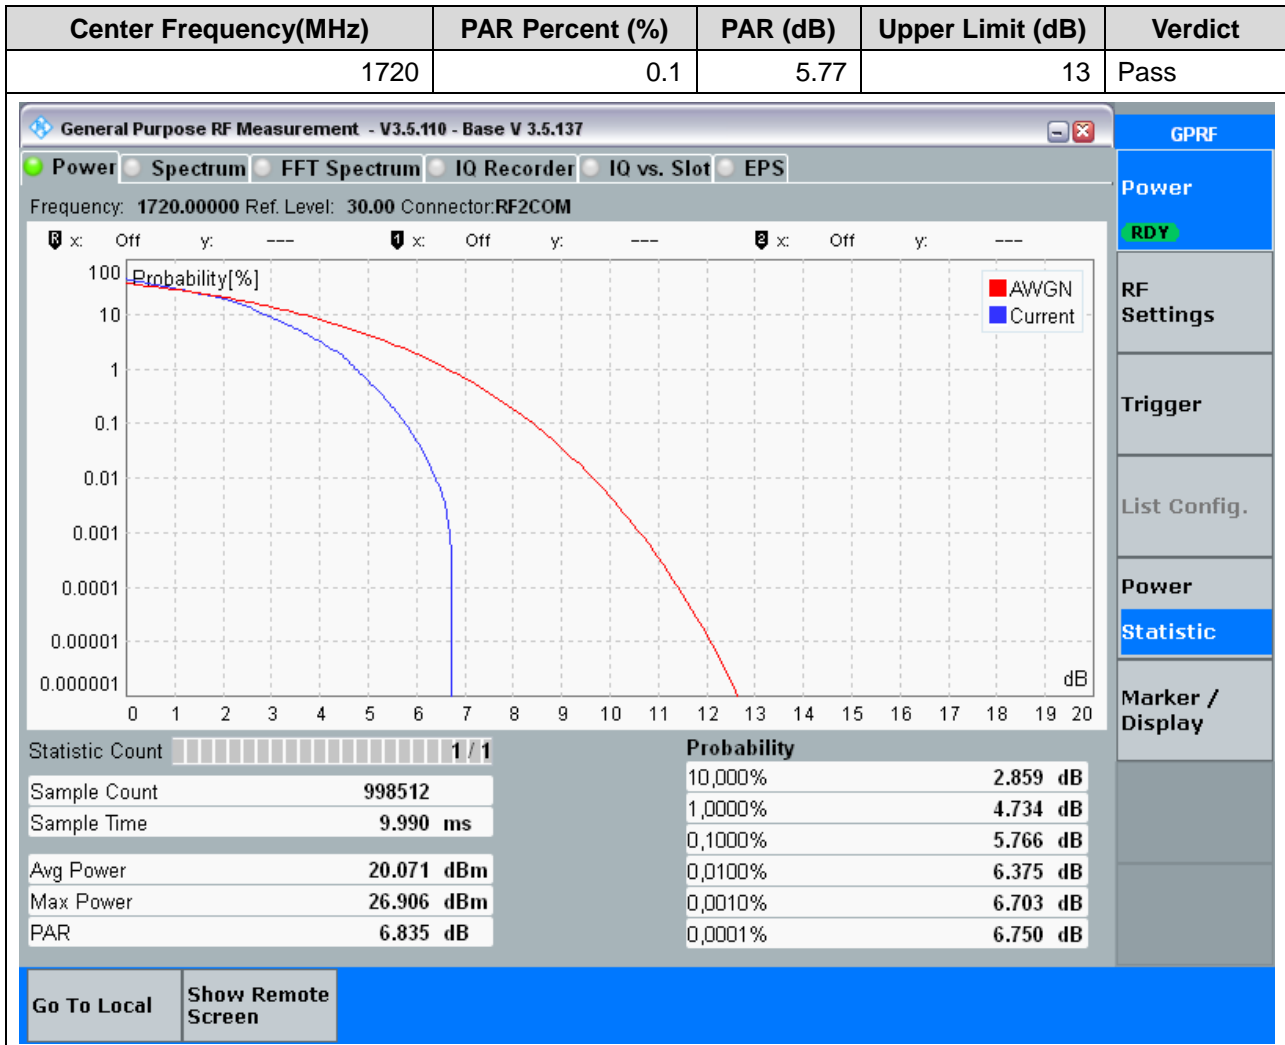 Center Frequency(MHz) PAR Percent (%) PAR (dB) Upper Limit (dB) Verdict
1720 0.1 5.77 13 Pass
General Purpose RF Measurement - V3.5.110 - Base V 3.5.137
GPRF
Power Spectrum FFT Spectrum IQ Recorder IQ vs. Slot EPS
Power
RDY
Frequency: 1720.00000 Ref. Level: 30.00 Connector:RF2COM
R x: Off y: --- 1 x: Off y: --- 2 x: Off y: ---
Probability[%]
AWGN
Current
100
10
1
0.1
0.01
0.001
0.0001
0.00001
0.000001
dB
0 1 2 3 4 5 6 7 8 9 10 11 12 13 14 15 16 17 18 19 20
RF
Settings
Trigger
List Config.
Power
Statistic
Marker /
Display
Statistic Count 1 / 1
Sample Count 998512
Sample Time 9.990 ms
Avg Power 20.071 dBm
Max Power 26.906 dBm
PAR 6.835 dB
Probability
10,000% 2.859 dB
1,0000% 4.734 dB
0,1000% 5.766 dB
0,0100% 6.375 dB
0,0010% 6.703 dB
0,0001% 6.750 dB
Go To Local
Show Remote
Screen